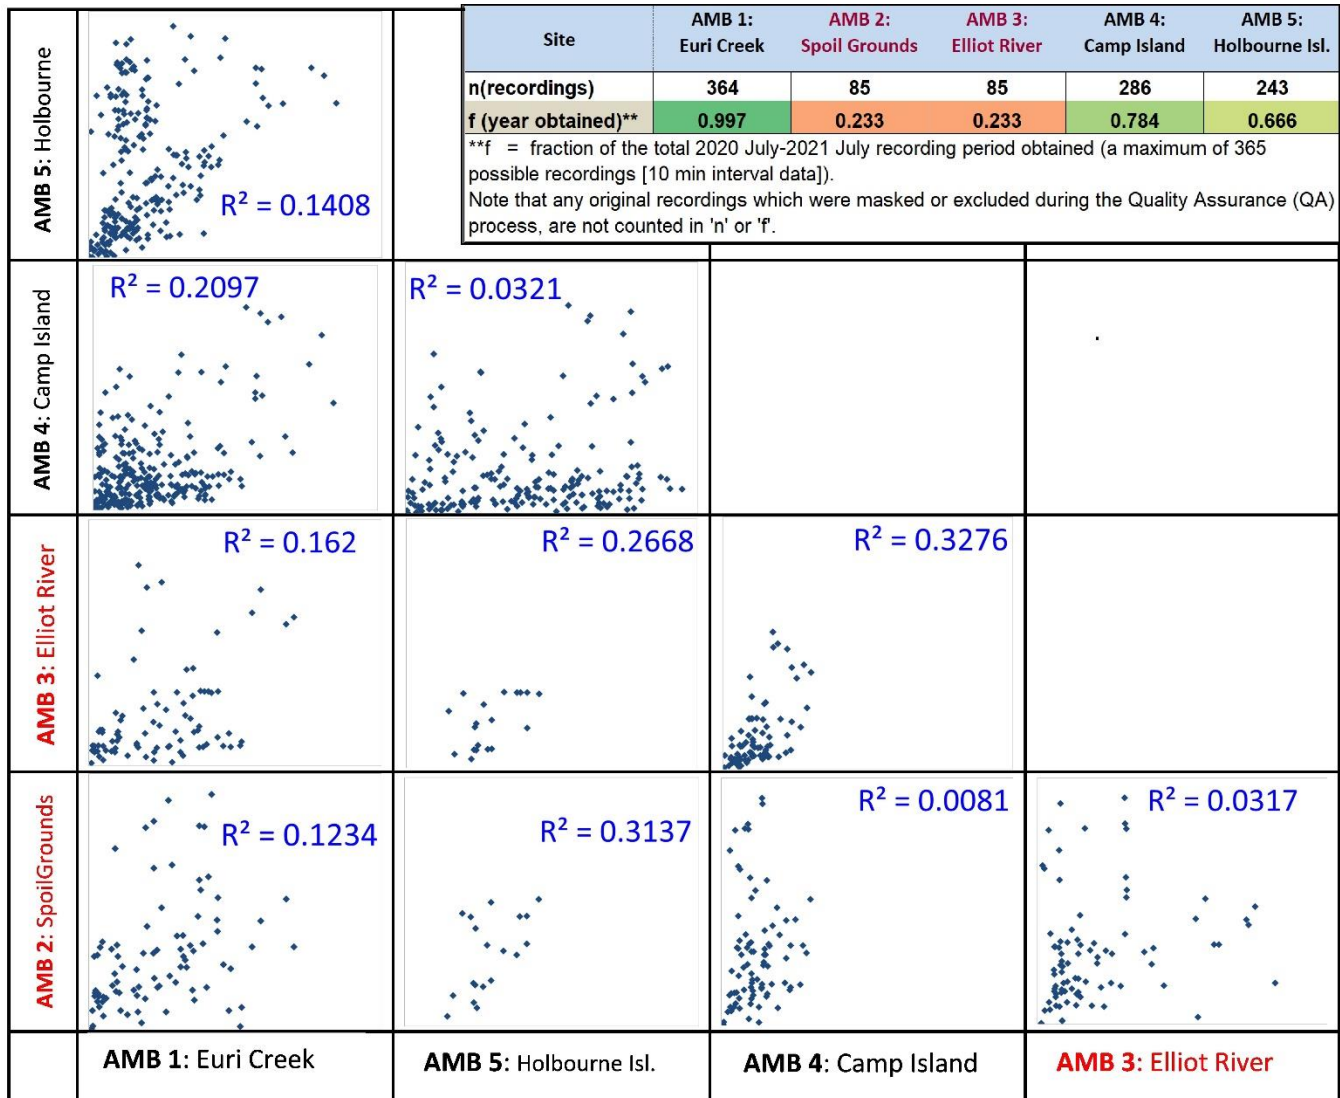 Site
AMB 1:
Euri Creek
AMB 2:
Spoil Grounds
AMB 3:
Elliot River
AMB 4:
Camp Island
AMB 5:
Holbourne Isl.
n(recordings) 364 85 85 286 243
f (year obtained)** 0.997 0.233 0.233 0.784 0.666
**f = fraction of the total 2020 July-2021 July recording period obtained (a maximum of 365
possible recordings [10 min interval data]).
Note that any original recordings which were masked or excluded during the Quality Assurance (QA)
process, are not counted in 'n' or 'f'.
AMB 5: Holbourne
R² = 0.1408
AMB 4: Camp Island
R² = 0.2097
R² = 0.0321
AMB 3: Elliot River
R² = 0.162
R² = 0.2668
R² = 0.3276
AMB 2: SpoilGrounds
R² = 0.1234
R² = 0.3137
R² = 0.0081
R² = 0.0317
AMB 1: Euri Creek
AMB 5: Holbourne Isl.
AMB 4: Camp Island
AMB 3: Elliot River